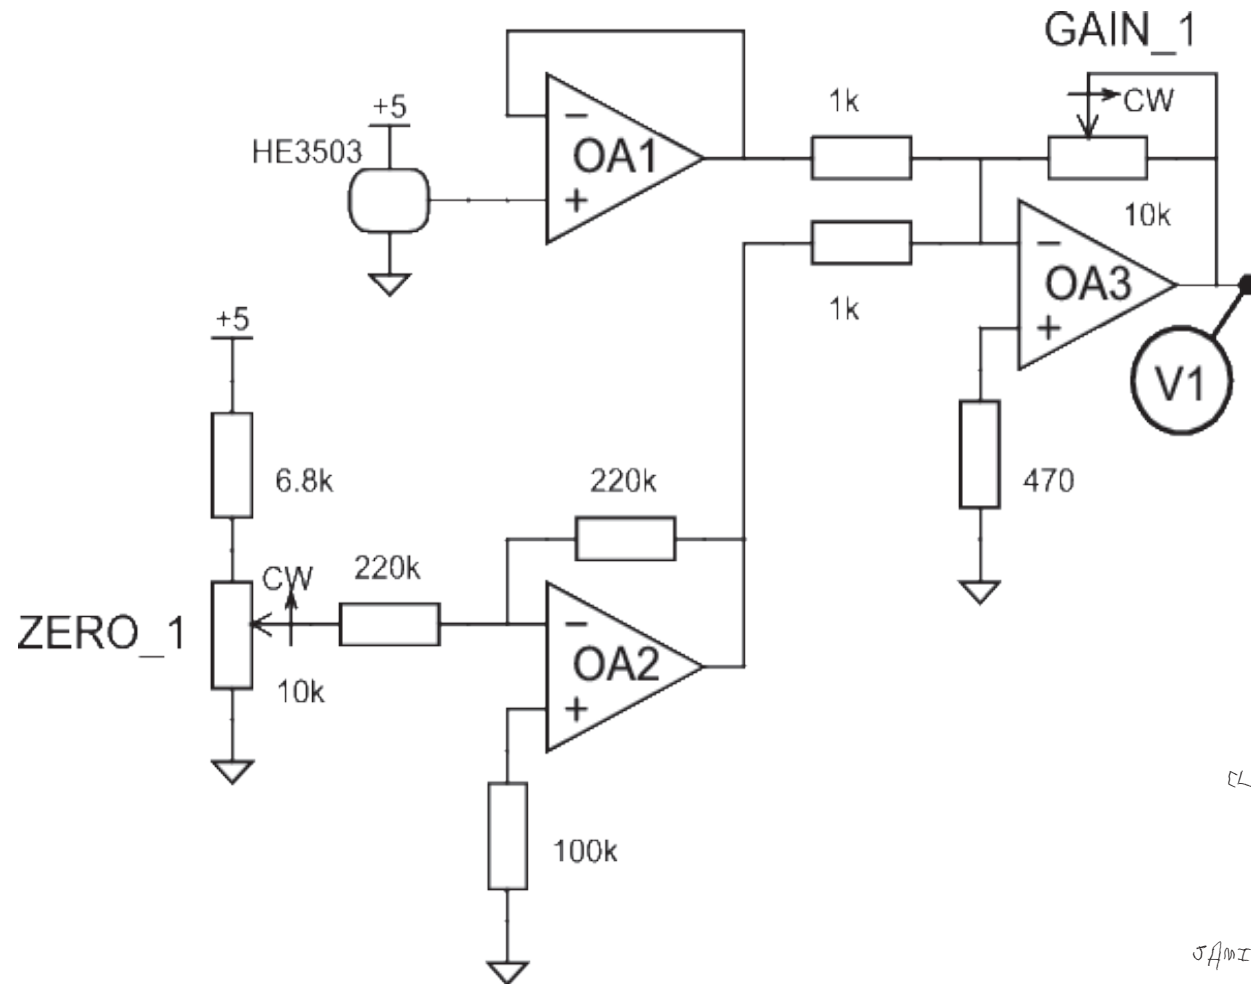 GAIN_1
+5
HE3503
1k
CW
− OA1 +
10k
1k
− OA3 +
V1
+5
6.8k
220k
470
CW
220k
ZERO_1
10k
− OA2 +
100k
JAMI